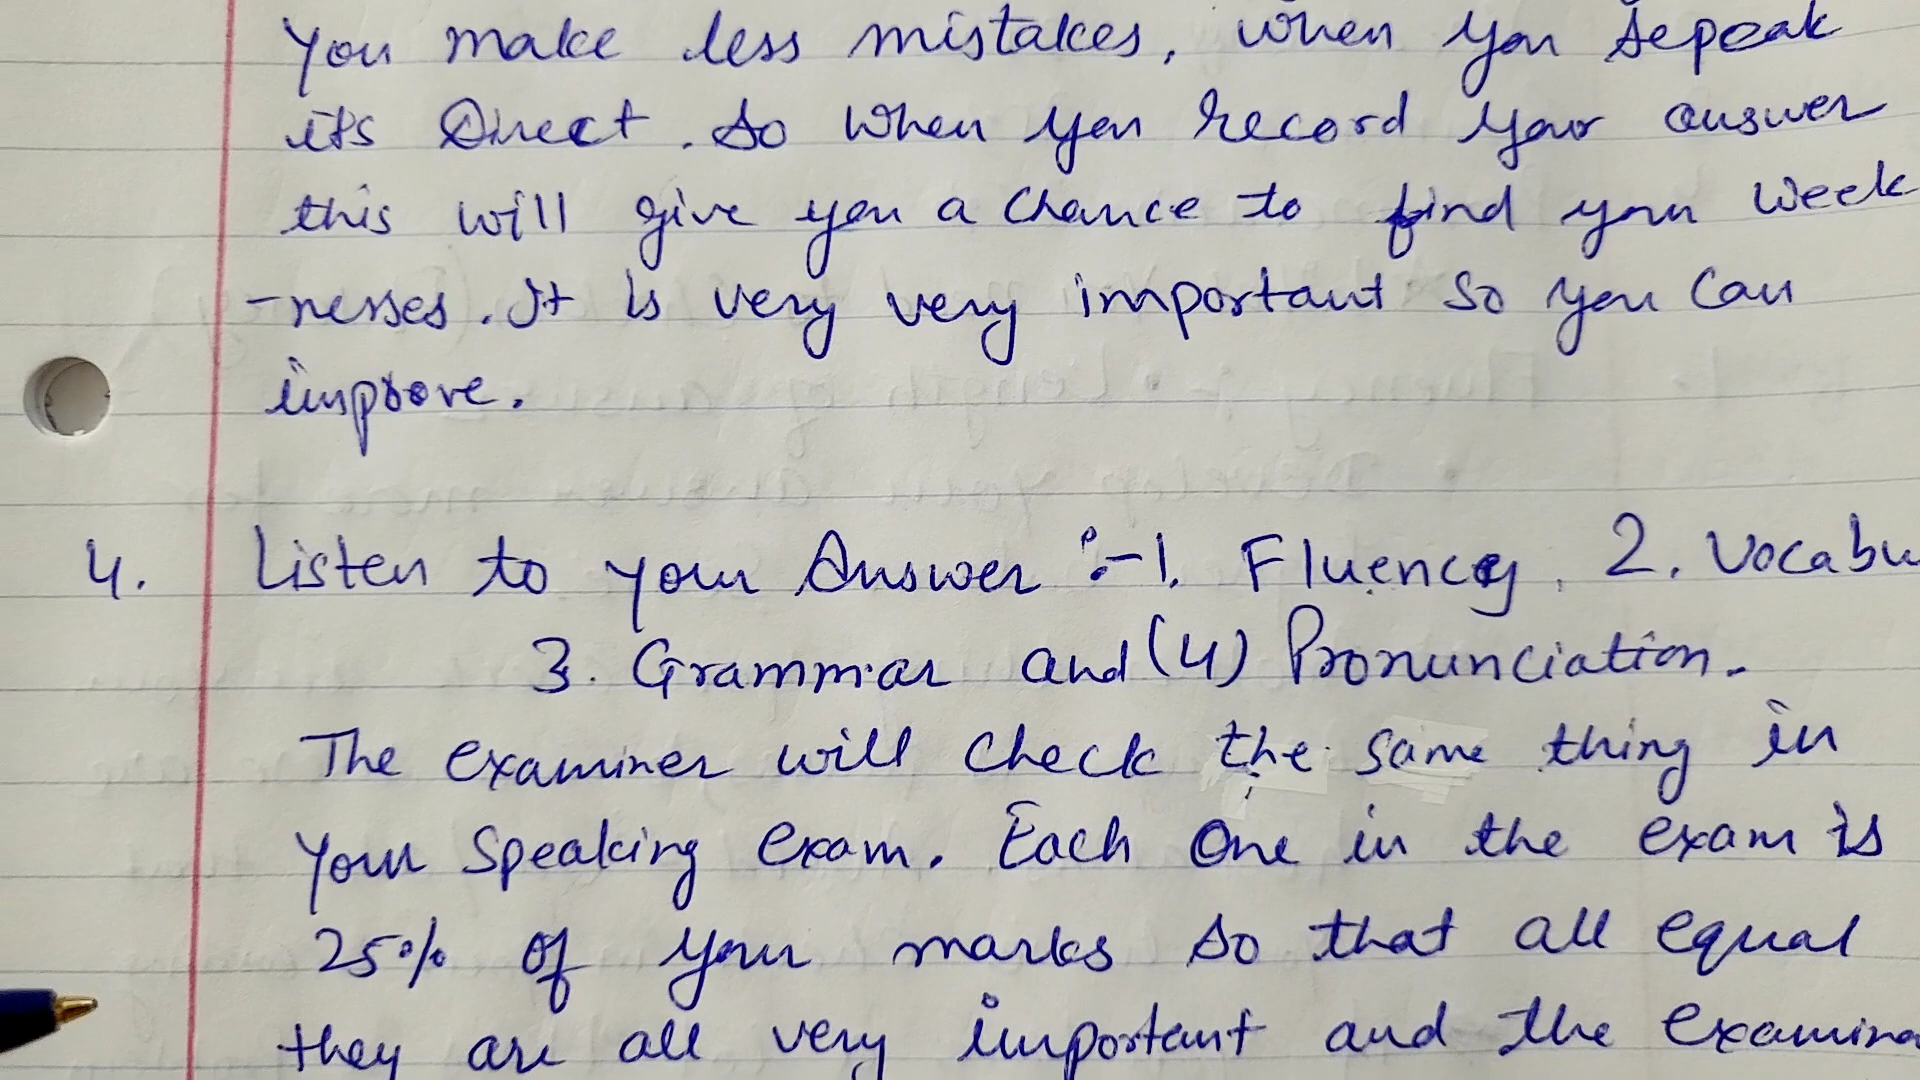 You make less mistakes, when you sepeak
its Direct. So when you record your answer
this will give you a chance to find your week
-nesses. It is very very important so you can
improve.
4. Listen to your Answer :-1. Fluency, 2. Vocabu
3. Grammar and (4) Pronunciation.
The examiner will check the same thing in
your speaking exam. Each one in the exam is
25% of your marks so that all equal
they are all very important and the examine